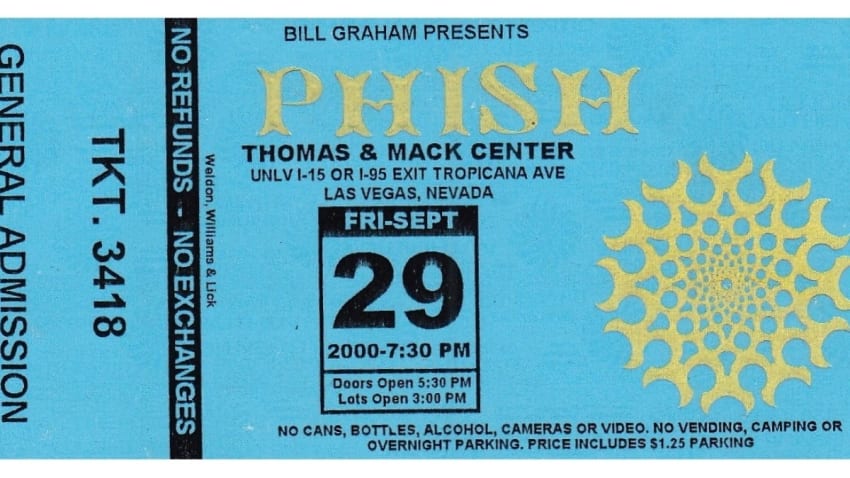 GENERAL ADMISSION
TKT. 3418
NO REFUNDS - NO EXCHANGES
Weldon, Williams & Lick
BILL GRAHAM PRESENTS
PHISH
THOMAS & MACK CENTER
UNLV I-15 OR I-95 EXIT TROPICANA AVE
LAS VEGAS, NEVADA
FRI-SEPT
29
2000-7:30 PM
Doors Open 5:30 PM
Lots Open 3:00 PM
NO CANS, BOTTLES, ALCOHOL, CAMERAS OR VIDEO. NO VENDING, CAMPING OR
OVERNIGHT PARKING. PRICE INCLUDES $1.25 PARKING